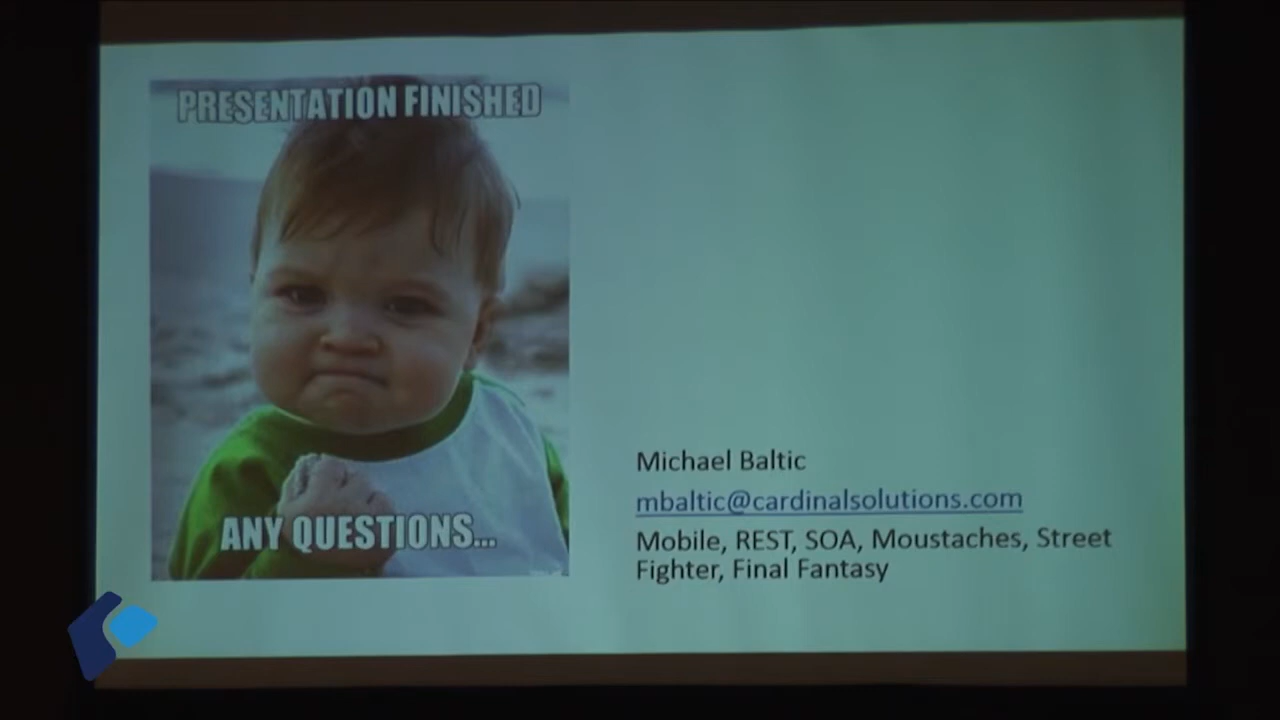 PRESENTATION FINISHED
ANY QUESTIONS...
Michael Baltic
mbaltic@cardinalsolutions.com
Mobile, REST, SOA, Moustaches, Street
Fighter, Final Fantasy